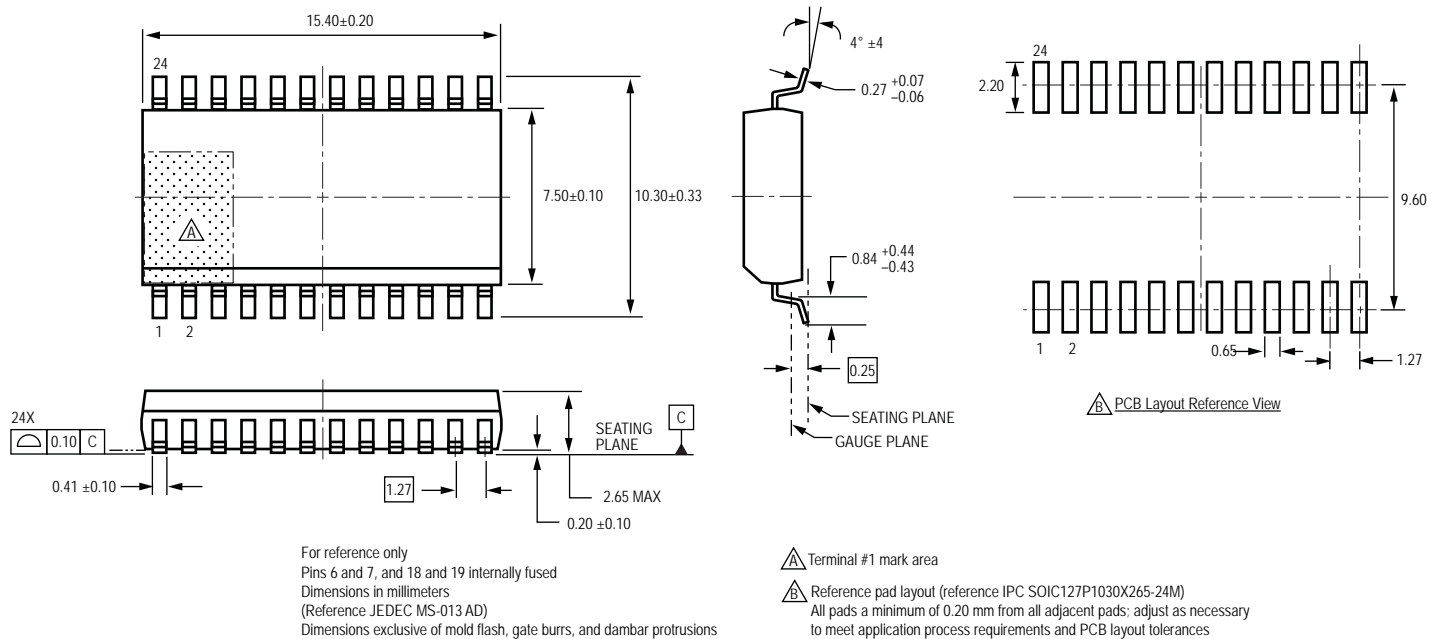 15.40±0.20
24
7.50±0.10
10.30±0.33
A
1 2
4° ±4
0.27 +0.07
–0.06
0.84 +0.44
–0.43
0.25
SEATING PLANE
GAUGE PLANE
24
2.20
9.60
1 2
0.65
1.27
B PCB Layout Reference View
24X
0.10 C
SEATING
PLANE
C
0.41 ±0.10
1.27
2.65 MAX
0.20 ±0.10
For reference only
Pins 6 and 7, and 18 and 19 internally fused
Dimensions in millimeters
(Reference JEDEC MS-013 AD)
Dimensions exclusive of mold flash, gate burrs, and dambar protrusions
A Terminal #1 mark area
B Reference pad layout (reference IPC SOIC127P1030X265-24M)
All pads a minimum of 0.20 mm from all adjacent pads; adjust as necessary
to meet application process requirements and PCB layout tolerances